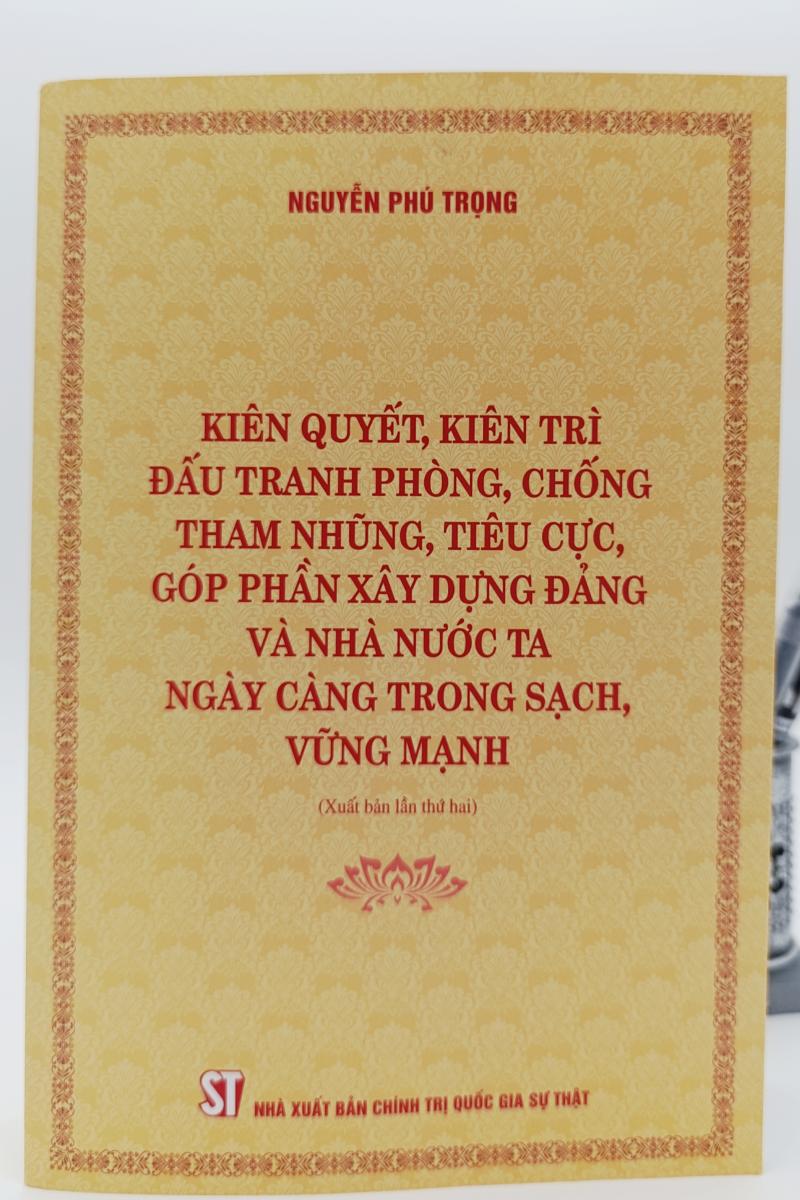 NGUYỄN PHÚ TRỌNG
KIÊN QUYẾT, KIÊN TRÌ
ĐẤU TRANH PHÒNG, CHỐNG
THAM NHŨNG, TIÊU CỰC,
GÓP PHẦN XÂY DỰNG ĐẢNG
VÀ NHÀ NƯỚC TA
NGÀY CÀNG TRONG SẠCH,
VỮNG MẠNH
(Xuất bản lần thứ hai)
ST NHÀ XUẤT BẢN CHÍNH TRỊ QUỐC GIA SỰ THẬT